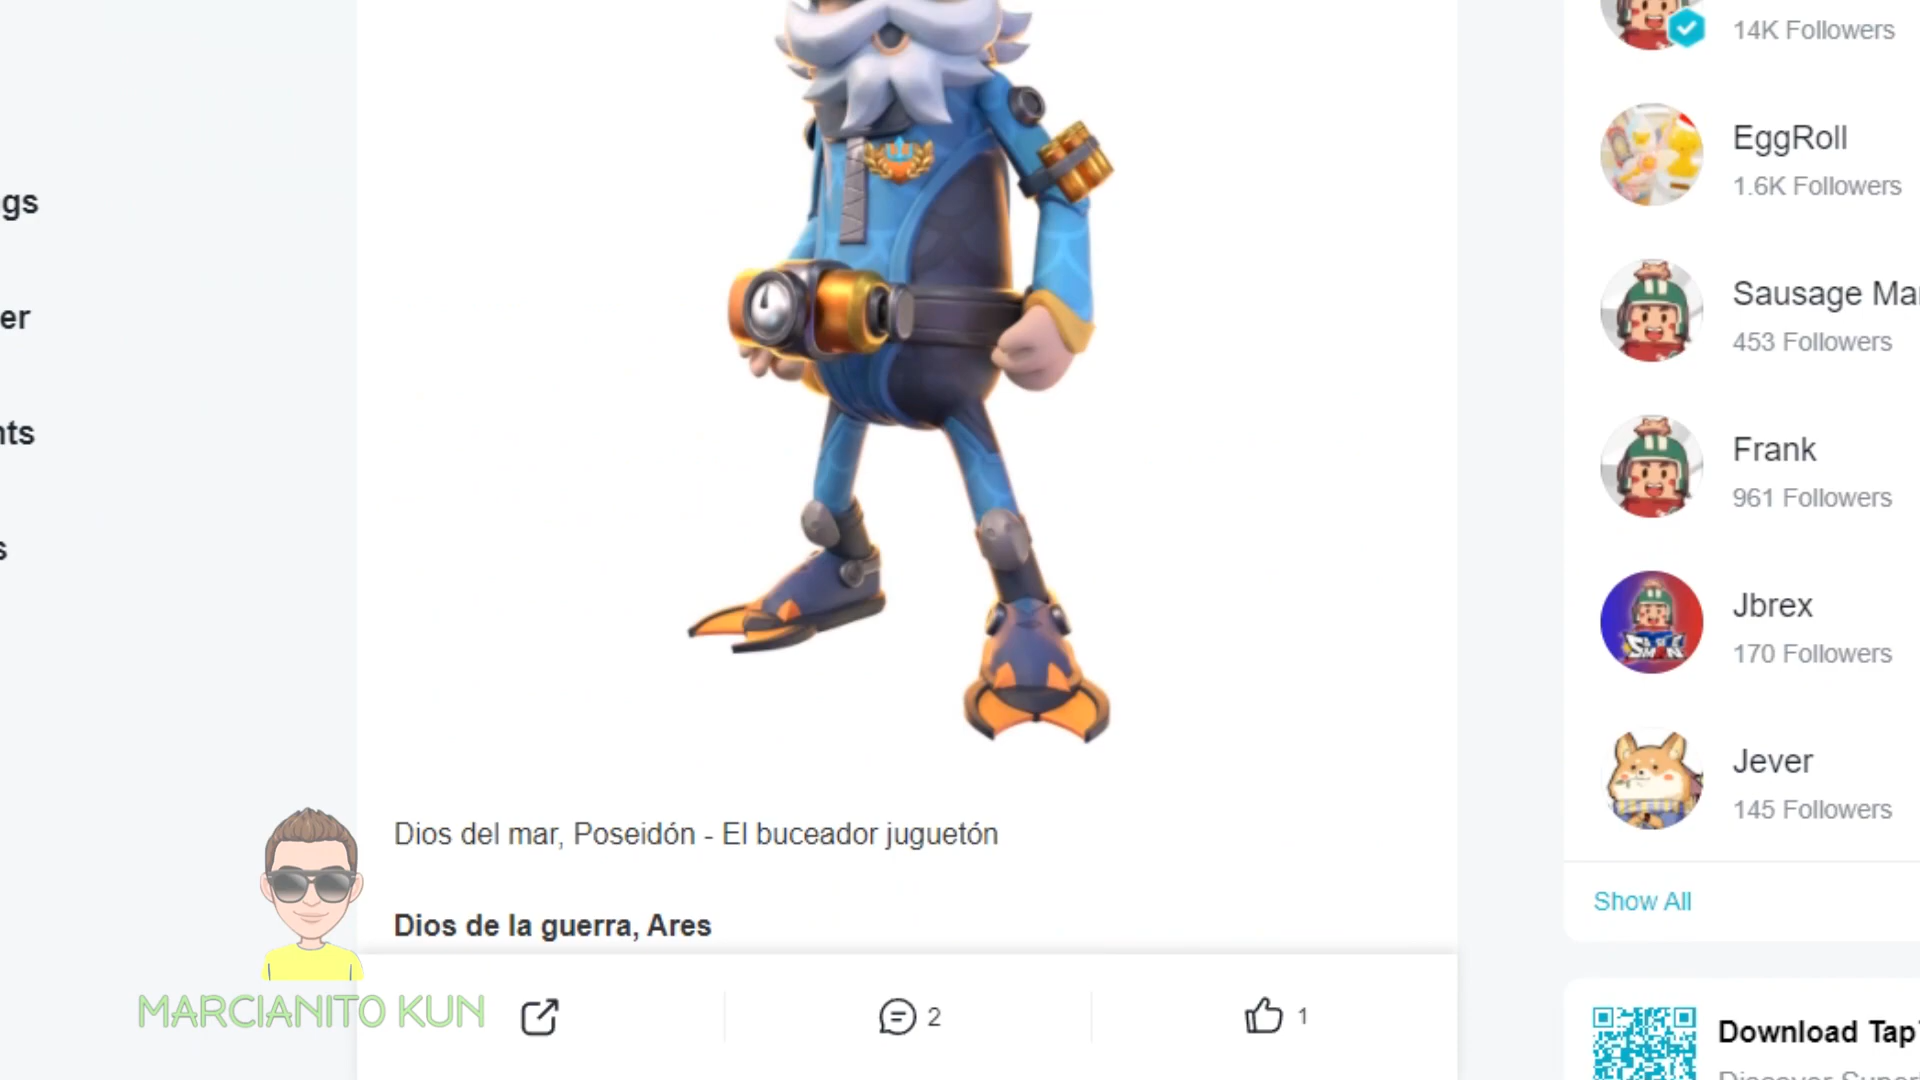 14K Followers
EggRoll
1.6K Followers
gs
Sausage Ma
453 Followers
er
Frank
961 Followers
nts
s
Jbrex
170 Followers
Jever
145 Followers
Dios del mar, Poseidón - El buceador juguetón
Show All
Dios de la guerra, Ares
MARCIANITO KUN
2
1
Download Tap